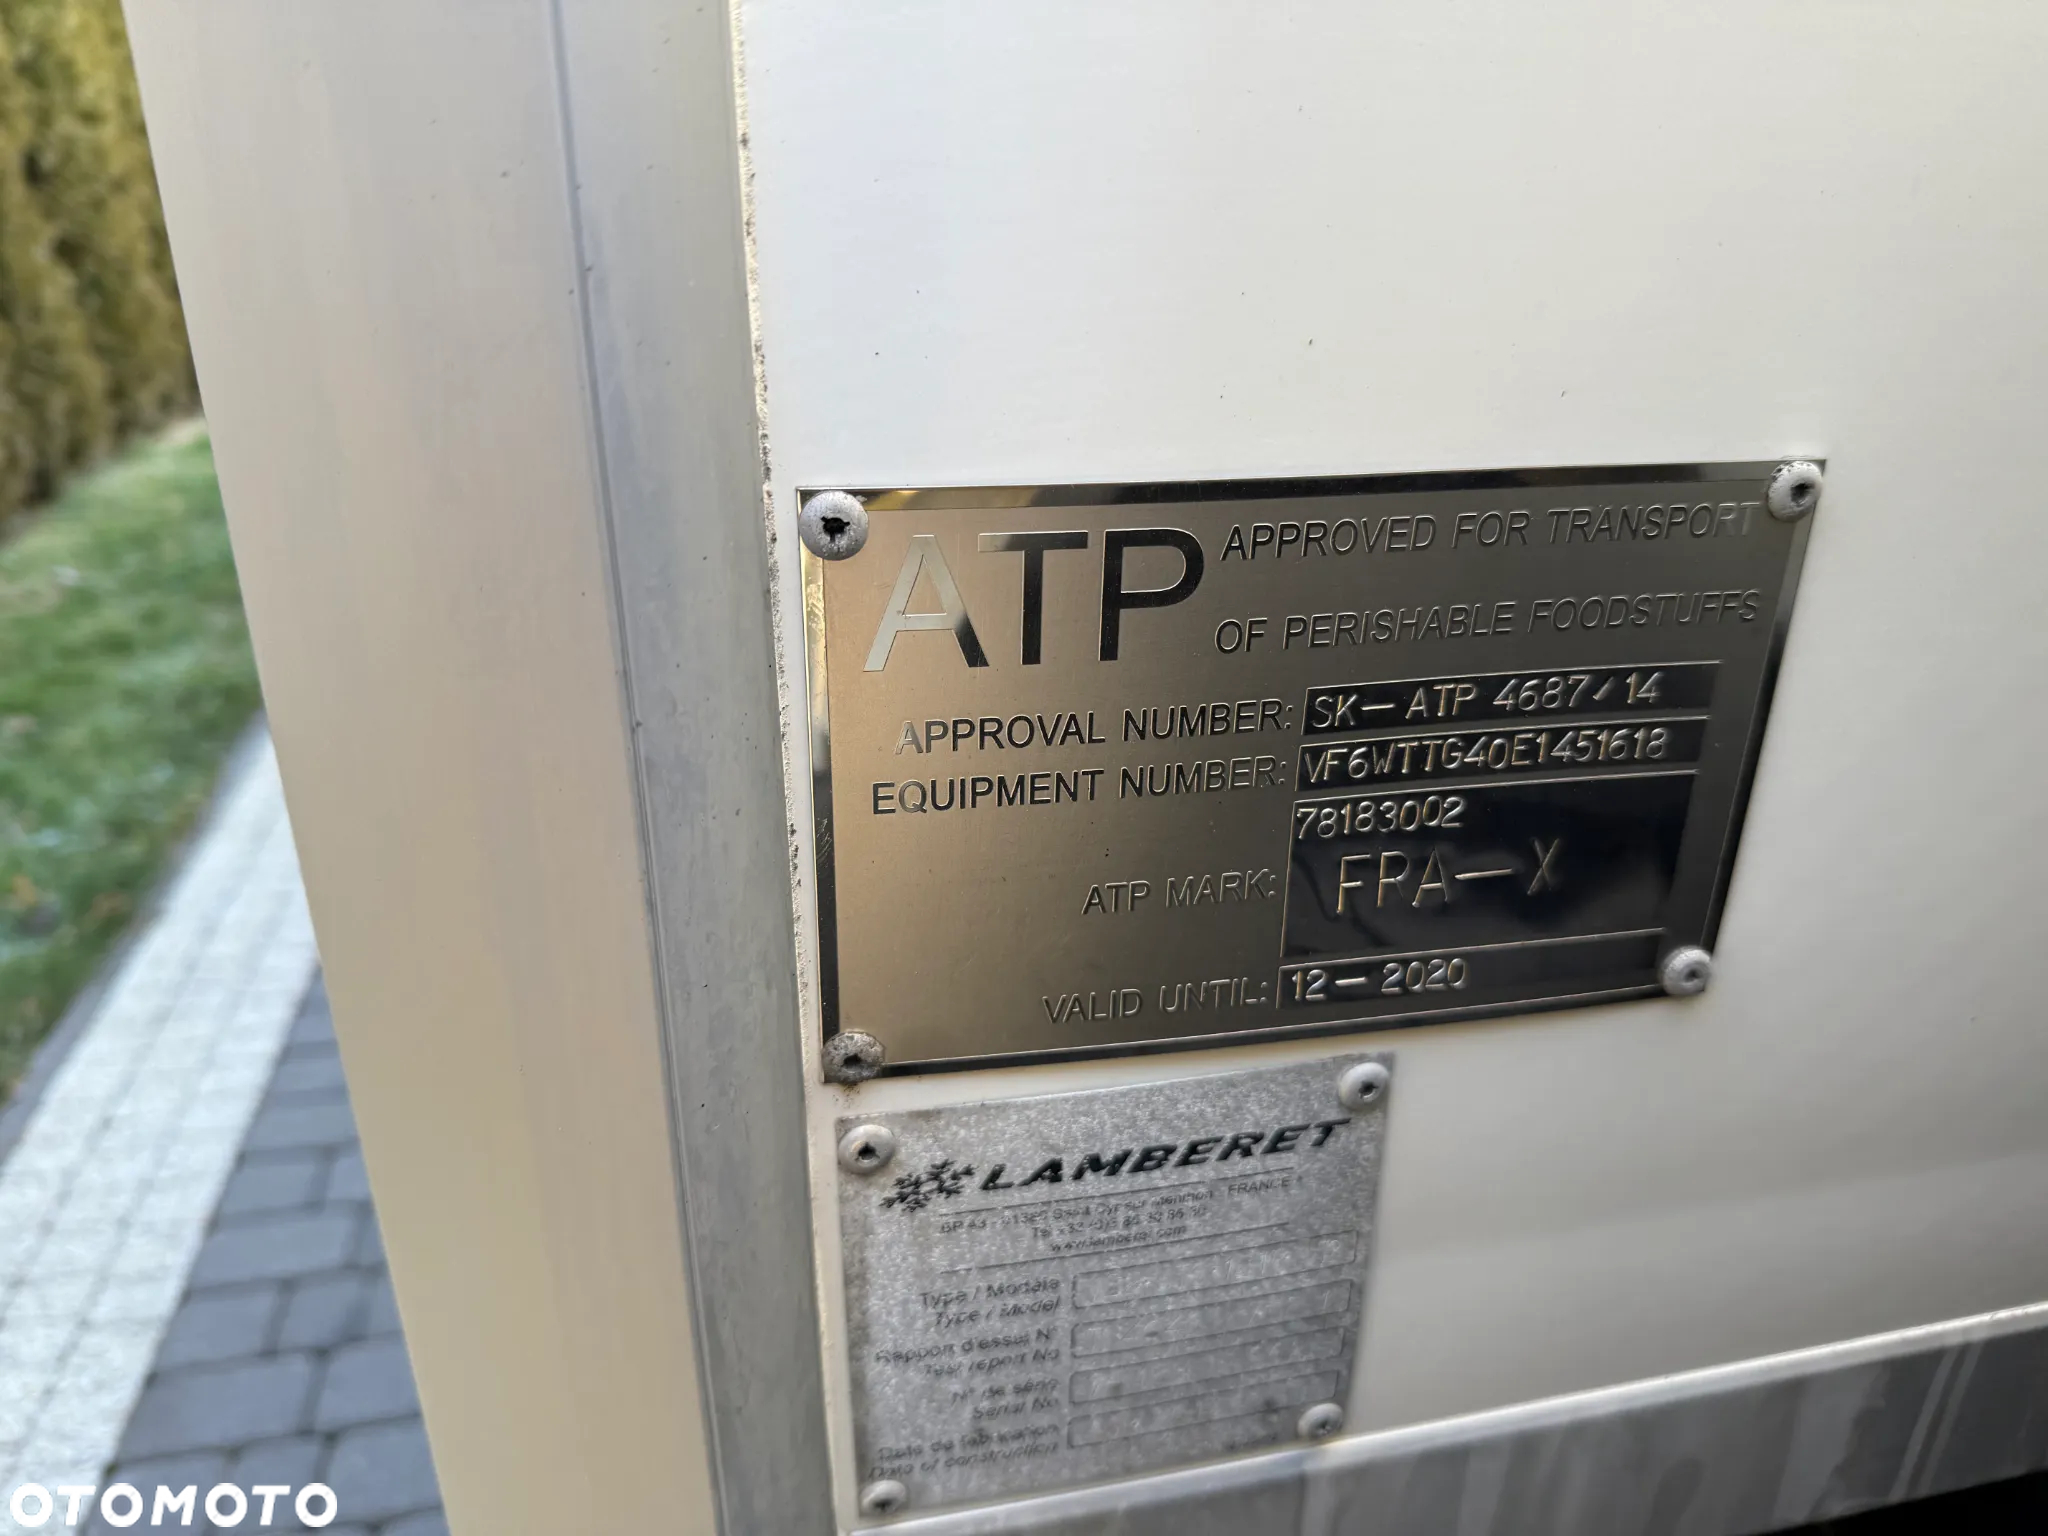 ATP APPROVED FOR TRANSPORT
OF PERISHABLE FOODSTUFFS
APPROVAL NUMBER: SK-ATP 4687/14
EQUIPMENT NUMBER: VF6WTTG40E1451618
78183002
ATP MARK: FRA-X
VALID UNTIL: 12-2020
LAMBERET
FRANCE
www.lamberet.com
Type / Modèle
Type / Model
Rapport d'essai N°
Test report No
N° de série
Serial No
Date de fabrication
Date of construction
OTOMOTO